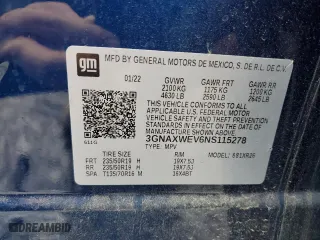 gm
MFD BY GENERAL MOTORS DE MEXICO, S. DE R.L. DE C.V.
01/22 GVWR GAWR FRT GAWR RR
2100 KG 1175 KG 1200 KG
4630 LB 2590 LB 2645 LB
THIS VEHICLE CONFORMS TO ALL APPLICABLE U.S. FEDERAL MOTOR VEHICLE SAFETY, BUMPER, AND THEFT PREVENTION STANDARDS IN EFFECT ON THE DATE OF MANUFACTURE SHOWN ABOVE.
3GNAXWEV6NS115278
TYPE: MPV
TIRE SIZE RIM
FRT 235/50R19 H 19X7.5J
RR 235/50R19 H 19X7.5J
SPA T135/70R16 M 16X4BT